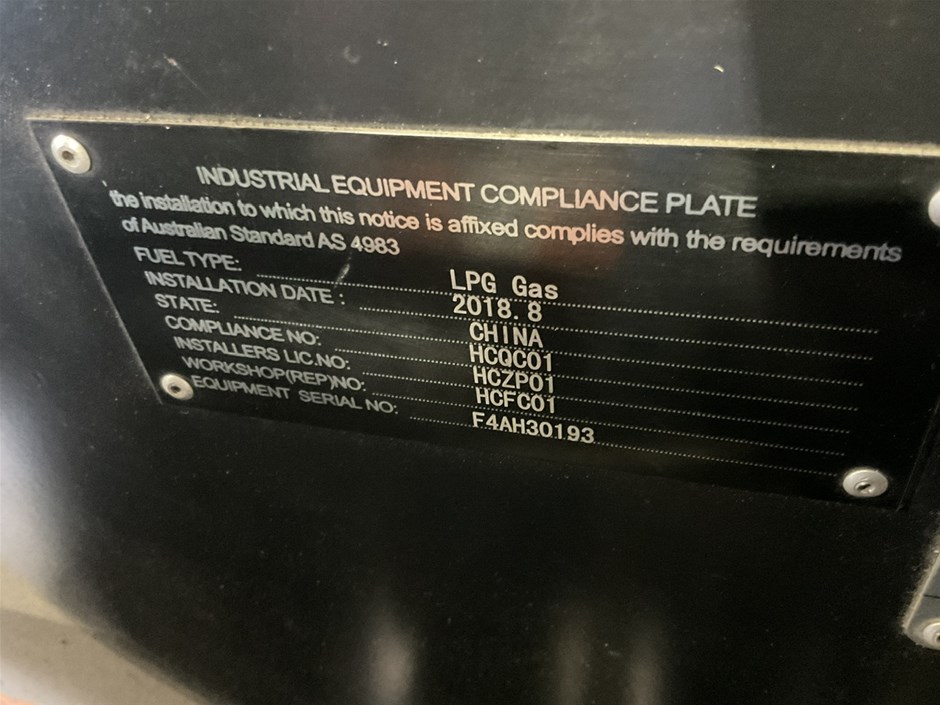 INDUSTRIAL EQUIPMENT COMPLIANCE PLATE
the installation to which this notice is affixed complies with the requirements
of Australian Standard AS 4983
FUEL TYPE: LPG Gas
INSTALLATION DATE: 2018.8
STATE: CHINA
COMPLIANCE NO: HCQC01
INSTALLERS LIC.NO: HCZP01
WORKSHOP(REP)NO: HCFC01
EQUIPMENT SERIAL NO: F4AH30193